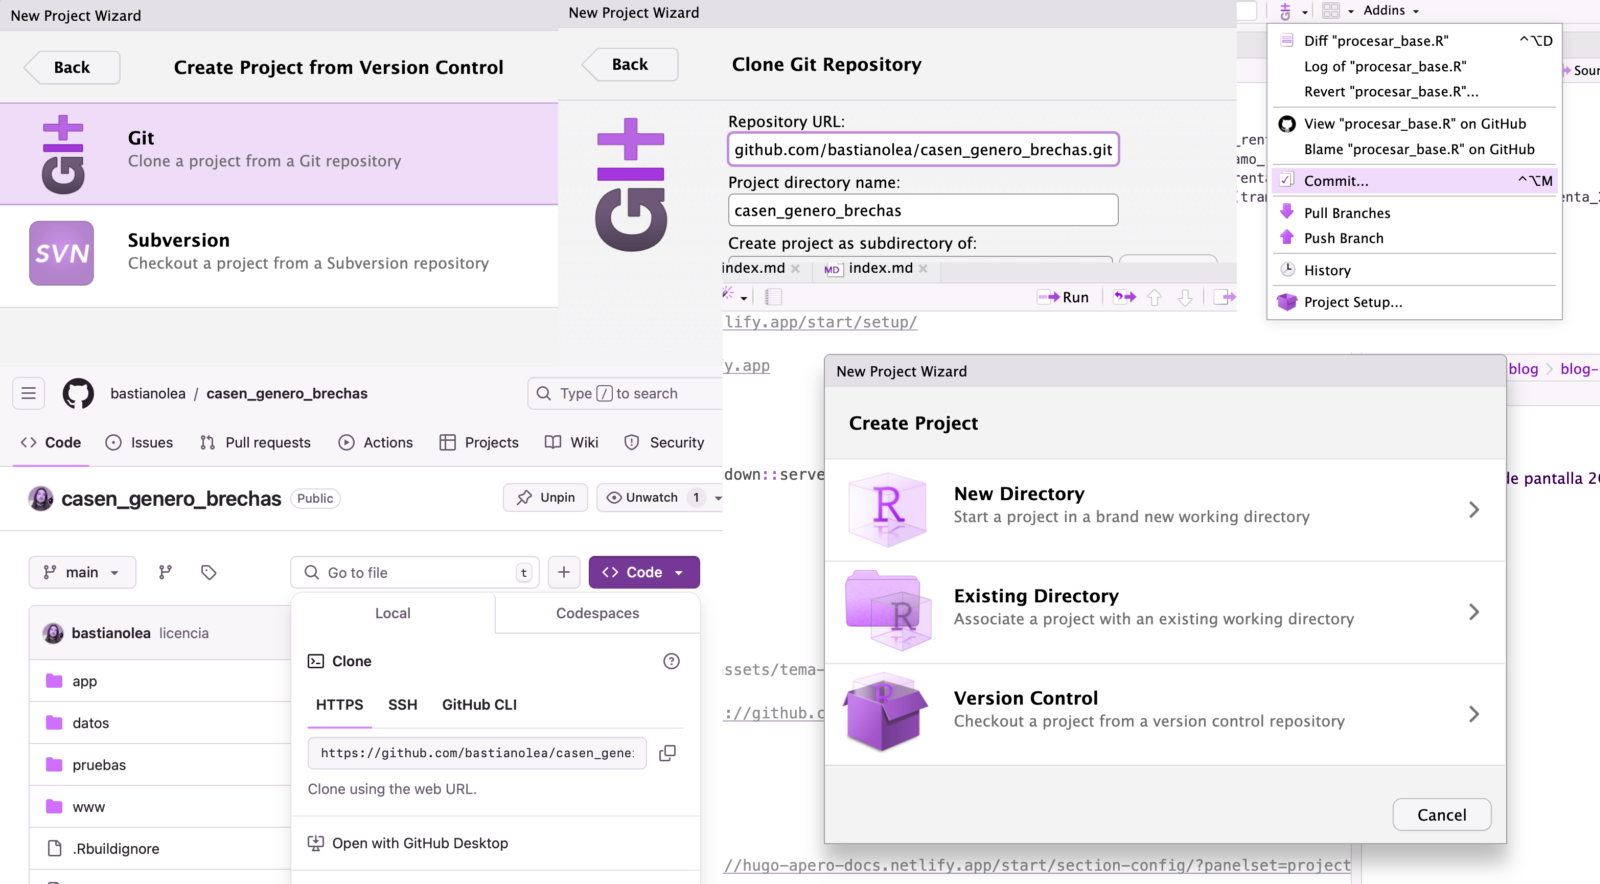 New Project Wizard
Back
Create Project from Version Control
Git
Git
Clone a project from a Git repository
SVN
Subversion
Checkout a project from a Subversion repository
New Project Wizard
Back
Clone Git Repository
Git
Repository URL:
github.com/bastianolea/casen_genero_brechas.git
Project directory name:
casen_genero_brechas
Create project as subdirectory of:
index.md
MD index.md
Run
lify.app/start/setup/
y.app
down::serve
ssets/tema-
://github.c
//hugo-apero-docs.netlify.app/start/section-config/?panelset=project
Git
Addins
Diff "procesar_base.R" ^⌥D
Log of "procesar_base.R"
Revert "procesar_base.R"...
View "procesar_base.R" on GitHub
Blame "procesar_base.R" on GitHub
Commit... ^⌥M
Pull Branches
Push Branch
History
Project Setup...
Sour
_rent
amo_
renta
(tra
enta_2
blog
blog-
le pantalla 20
bastianolea / casen_genero_brechas
Type / to search
Code
Issues
Pull requests
Actions
Projects
Wiki
Security
casen_genero_brechas
Public
Unpin
Unwatch 1
main
Go to file t
+
Code
bastianolea licencia
app
datos
pruebas
www
.Rbuildignore
Local
Codespaces
Clone
?
HTTPS
SSH
GitHub CLI
https://github.com/bastianolea/casen_gene
Clone using the web URL.
Open with GitHub Desktop
New Project Wizard
Create Project
R
New Directory
Start a project in a brand new working directory
R
Existing Directory
Associate a project with an existing working directory
R
Version Control
Checkout a project from a version control repository
Cancel